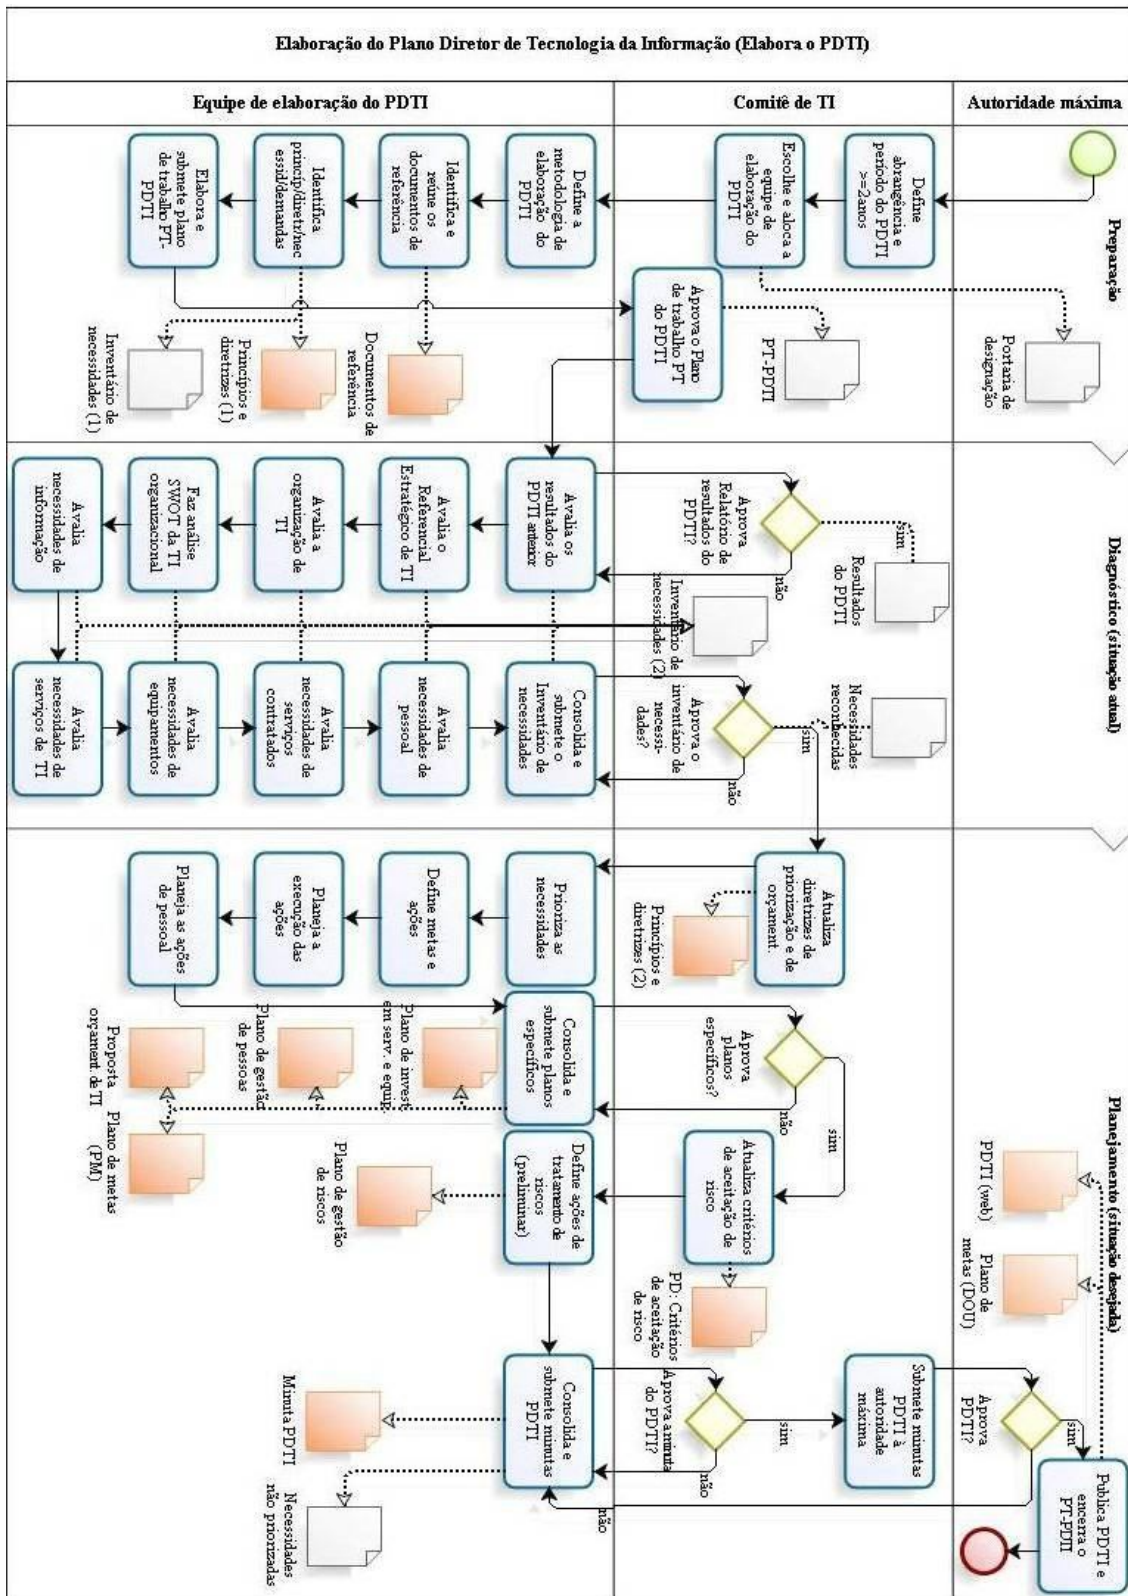 Elaboração do Plano Diretor de Tecnologia da Informação (Elabora o PDTI)
Equipe de elaboração do PDTI
Comitê de TI
Autoridade máxima
Preparação
Define
abrangência e
período do PDTI
>=2anos
Escolhe e aloca a
equipe de
elaboração do
PDTI
Define a
metodologia de
elaboração do
PDTI
Identifica e
reúne os
documentos de
referência
Identifica
princip/diretr/nec
essid/demandas
Elabora e
submete plano
de trabalho PT-
PDTI
Aprova o Plano
de trabalho PT
do PDTI
Portaria de
designação
PT-PDTI
Documentos de
referência
Princípios e
diretrizes (1)
Inventário de
necessidades (1)
Diagnóstico (situação atual)
Avalia os
resultados do
PDTI anterior
Aprova
Relatório de
resultados do
PDTI?
sim
não
Resultados
do PDTI
Avalia o
Referencial
Estratégico de TI
Avalia a
organização de
TI
Faz análise
SWOT da TI
organizacional
Avalia
necessidades de
informação
Inventário de
necessidades (2)
Avalia
necessidades de
serviços de TI
Avalia
necessidades de
equipamentos
Avalia
necessidades de
serviços
contratados
Avalia
necessidades de
pessoal
Consolida e
submete o
Inventário de
necessidades
Aprova o
inventário de
necessi-
dades?
sim
não
Necessidades
reconhecidas
Planejamento (situação desejada)
Atualiza
diretrizes de
priorização e de
orçament.
Princípios e
diretrizes (2)
Prioriza as
necessidades
Define metas e
ações
Planeja a
execução das
ações
Planeja as ações
de pessoal
Consolida e
submete planos
específicos
Aprova
planos
específicos?
sim
não
Plano de invest
em serv. e equip.
Plano de gestão
de pessoas
Proposta
orçament de TI
Plano de metas
(PM)
Atualiza critérios
de aceitação de
risco
PD: Critérios
de aceitação
de risco
Define ações de
tratamento de
riscos
(preliminar)
Plano de gestão
de riscos
Consolida e
submete minutas
PDTI
Minuta PDTI
Necessidades
não priorizadas
Aprova a minuta
do PDTI?
sim
não
Submete minutas
PDTI à
autoridade
máxima
Aprova
PDTI?
sim
não
PDTI (web)
Plano de
metas (DOU)
Publica PDTI e
encerra o
PT-PDTI